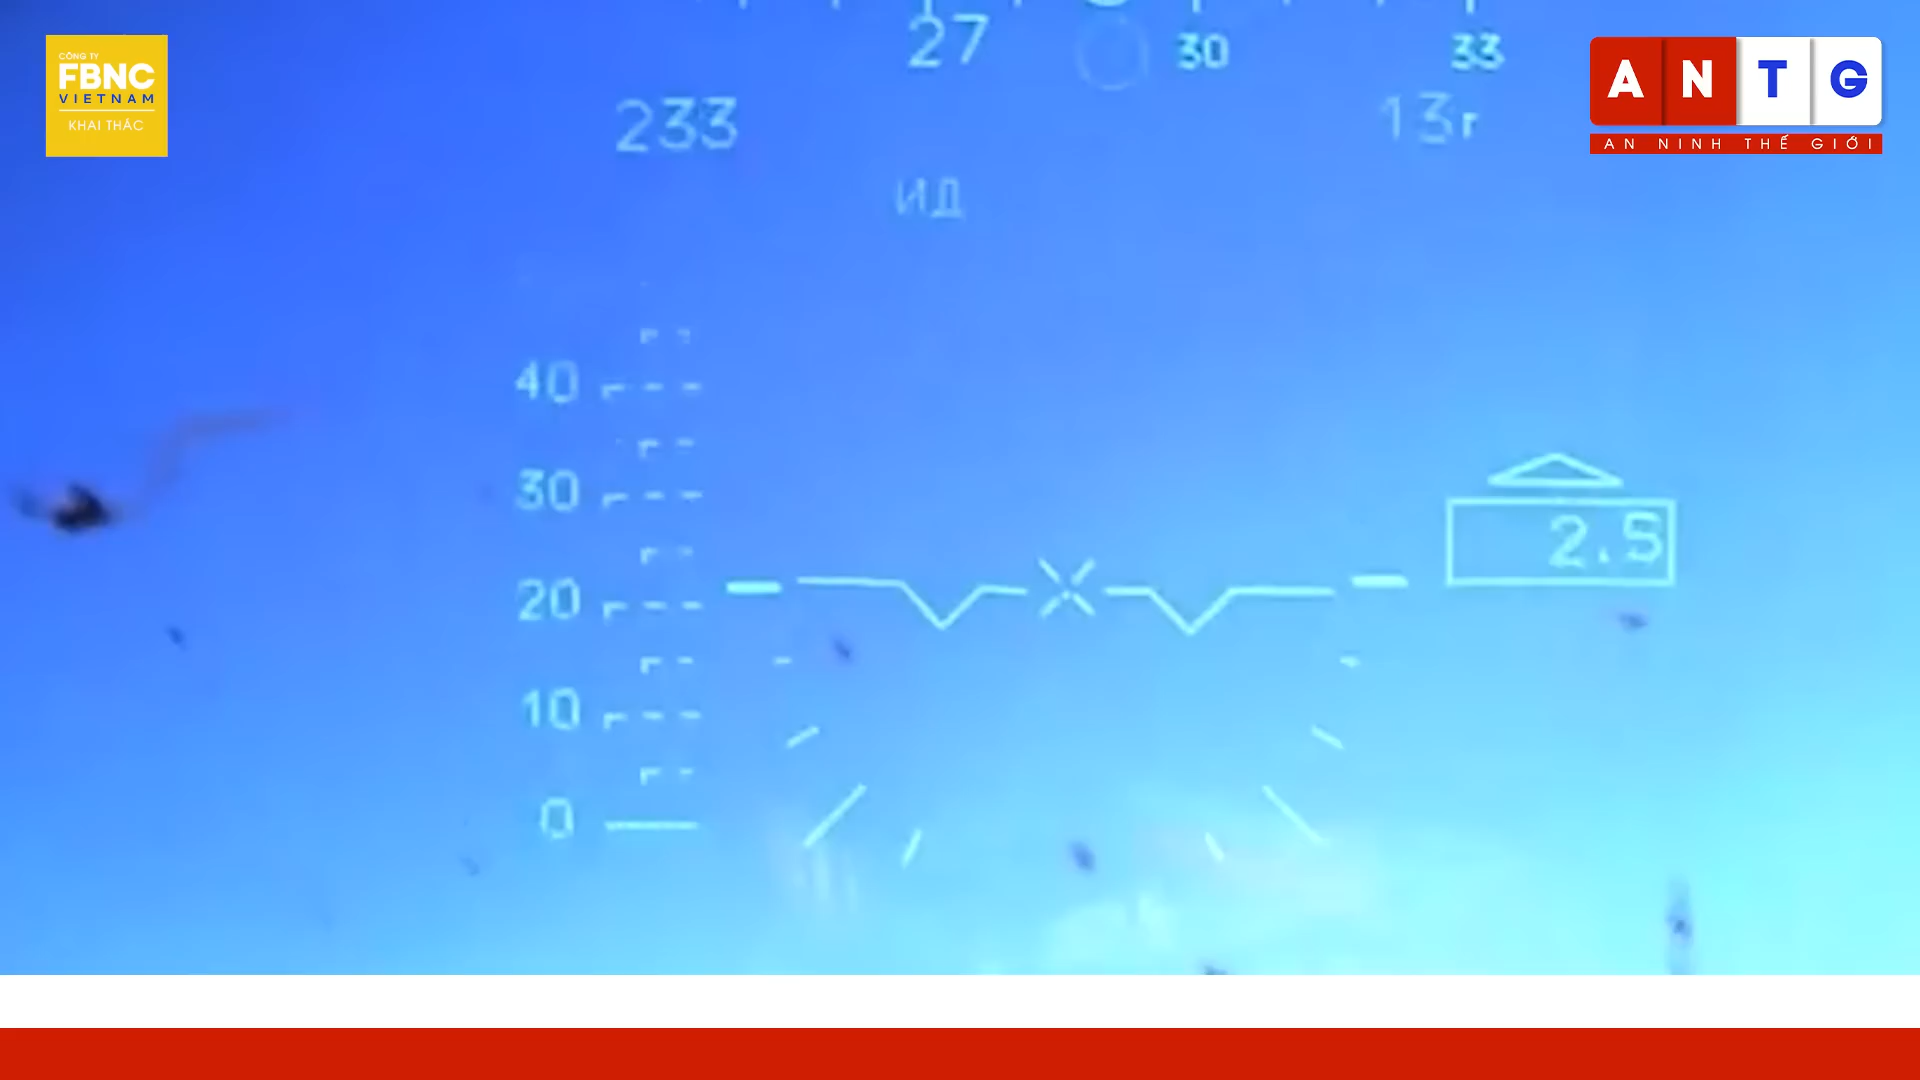 CÔNG TY
FBNC
VIETNAM
KHAI THÁC
27
30
33
ANTG
AN NINH THẾ GIỚI
233
13г
ИД
40
30
20
10
0
2.5